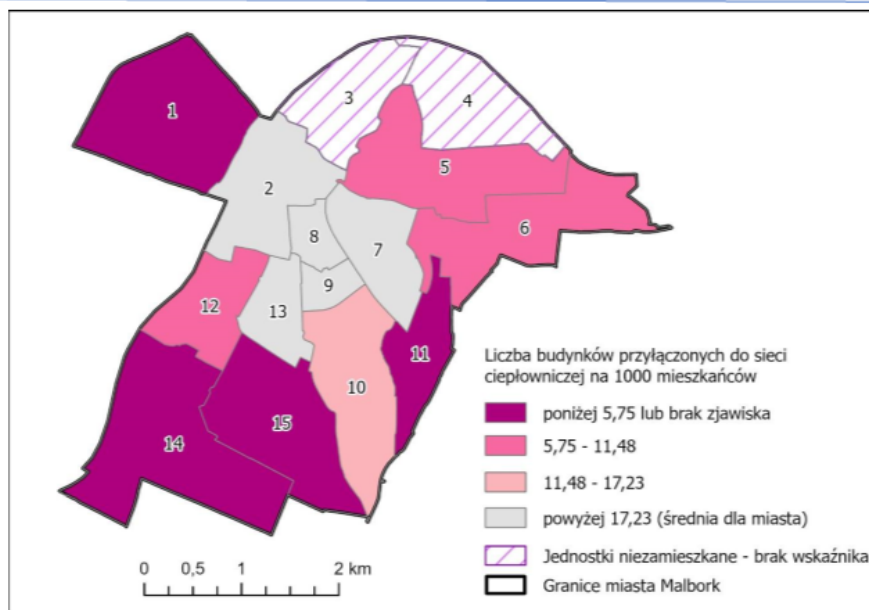 1
3
4
5
2
6
8
7
9
12
13
11
10
14
15
Liczba budynków przyłączonych do sieci
ciepłowniczej na 1000 mieszkańców
poniżej 5,75 lub brak zjawiska
5,75 - 11,48
11,48 - 17,23
powyżej 17,23 (średnia dla miasta)
Jednostki niezamieszkane - brak wskaźnika
Granice miasta Malbork
0 0,5 1 2 km